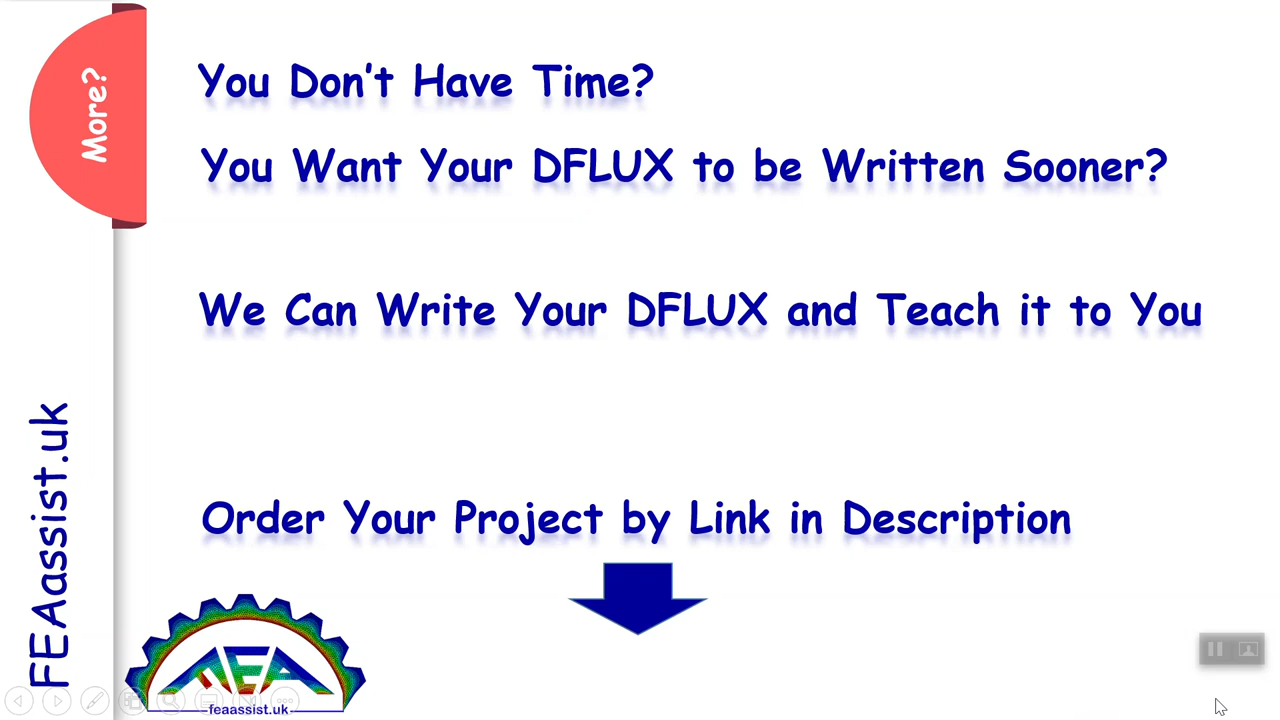 More?
You Don't Have Time?
You Want Your DFLUX to be Written Sooner?
We Can Write Your DFLUX and Teach it to You
Order Your Project by Link in Description
FEAassist.uk
FEA
feaassist.uk